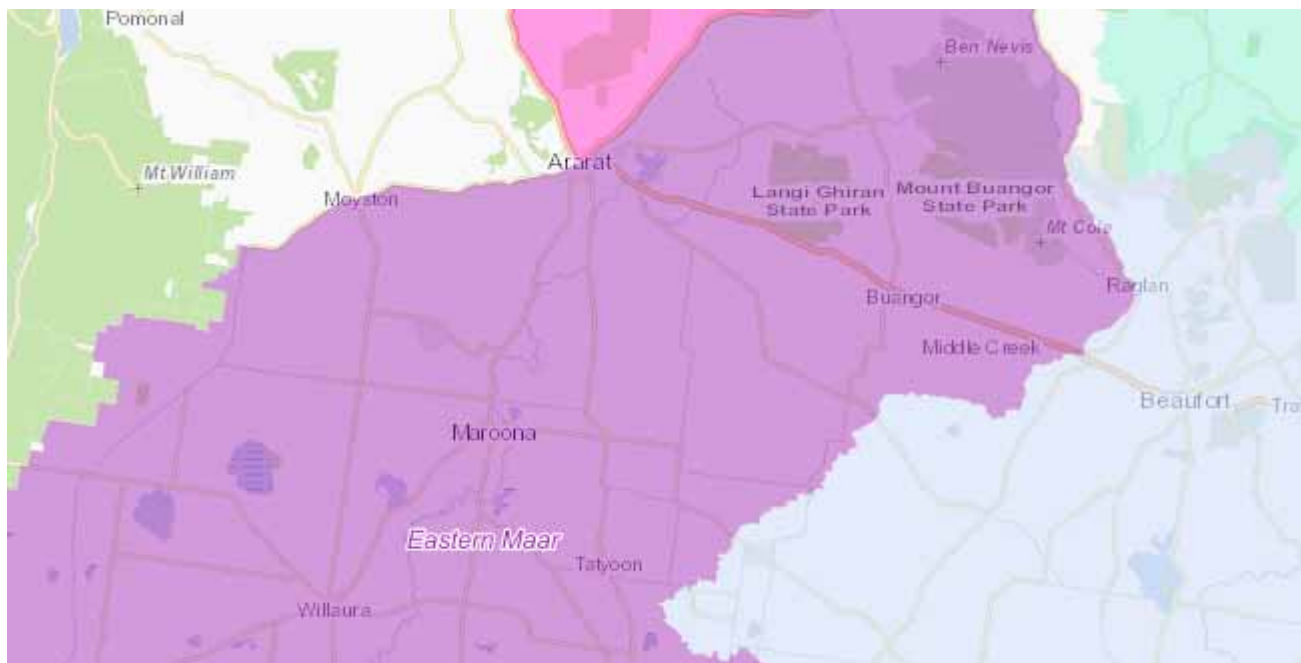 Pomonal
Ben Nevis
Mt William
Ararat
Moyston
Langi Ghiran
State Park
Mount Buangor
State Park
Mt Cole
Raglan
Buangor
Middle Creek
Beaufort
Tra
Maroona
Eastern Maar
Tatyoon
Willaura